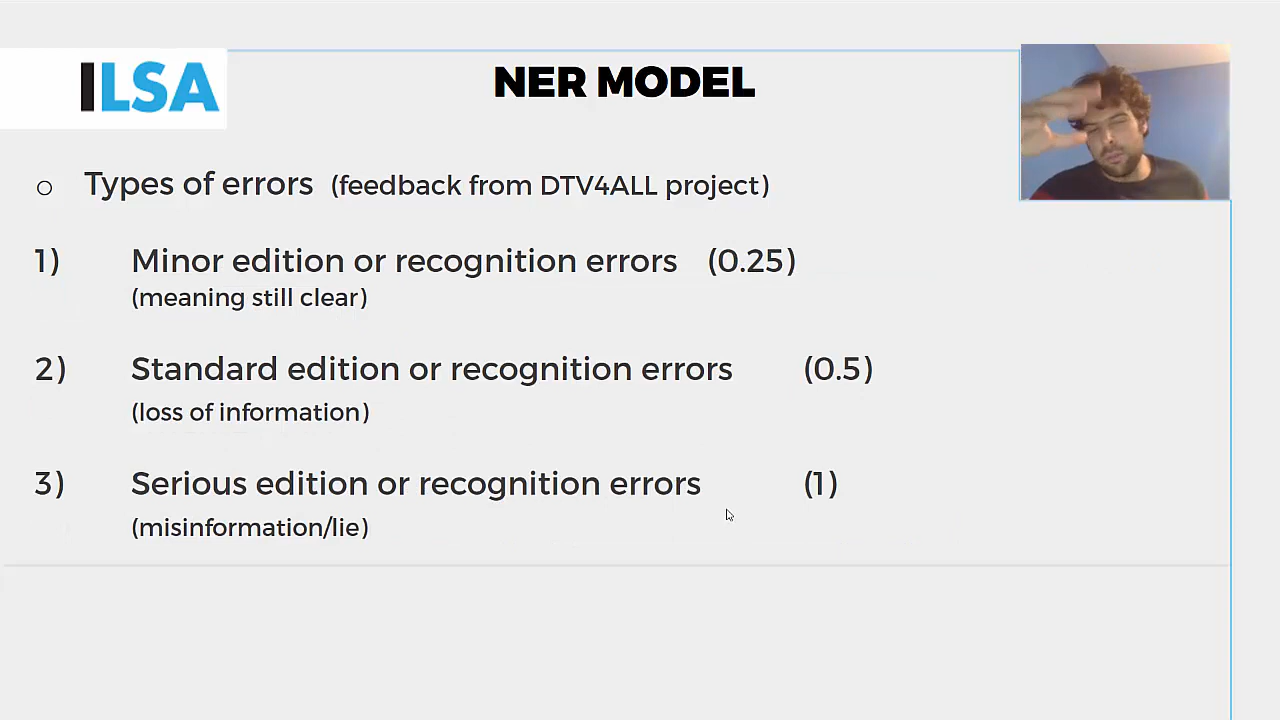 ILSA
NER MODEL
o Types of errors (feedback from DTV4ALL project)
1) Minor edition or recognition errors (0.25)
(meaning still clear)
2) Standard edition or recognition errors (0.5)
(loss of information)
3) Serious edition or recognition errors (1)
(misinformation/lie)